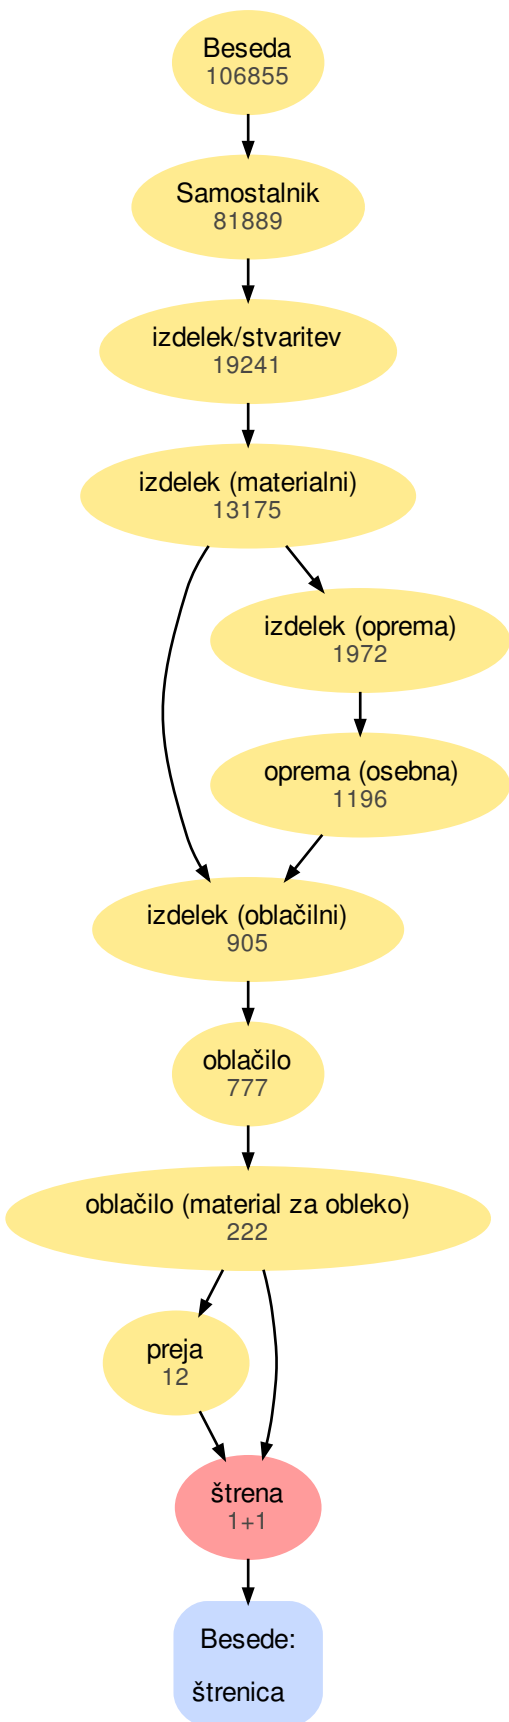 Beseda
106855
Samostalnik
81889
izdelek/stvaritev
19241
izdelek (materialni)
13175
izdelek (oprema)
1972
oprema (osebna)
1196
izdelek (oblačilni)
905
oblačilo
777
oblačilo (material za obleko)
222
preja
12
štrena
1+1
Besede:
štrenica